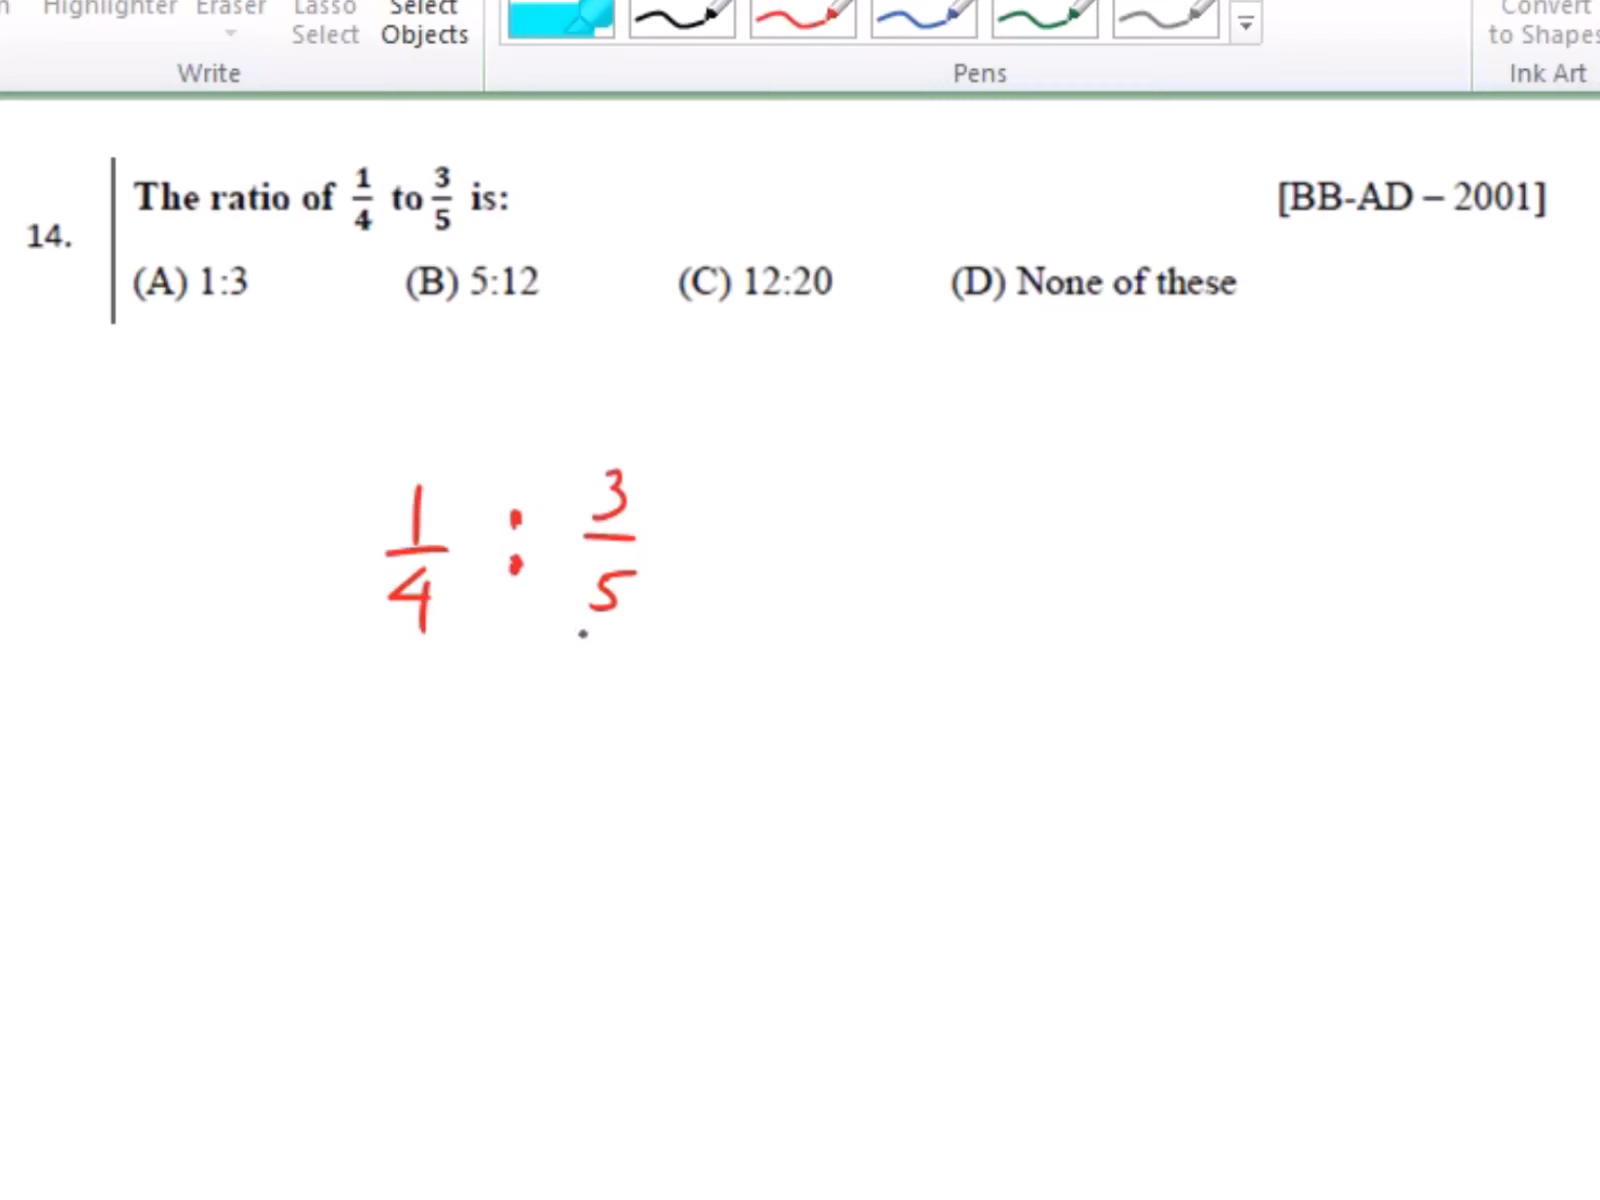 Highlighter Eraser Lasso Select Select Objects Convert to Shapes
Write Pens Ink Art
14. The ratio of 1/4 to 3/5 is: [BB-AD – 2001]
(A) 1:3 (B) 5:12 (C) 12:20 (D) None of these
1/4 : 3/5